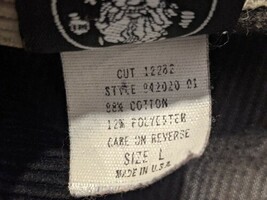 CUT 12282
STYLE 942020 01
88% COTTON
12% POLYESTER
CARE ON REVERSE
SIZE L
MADE IN U.S.A.